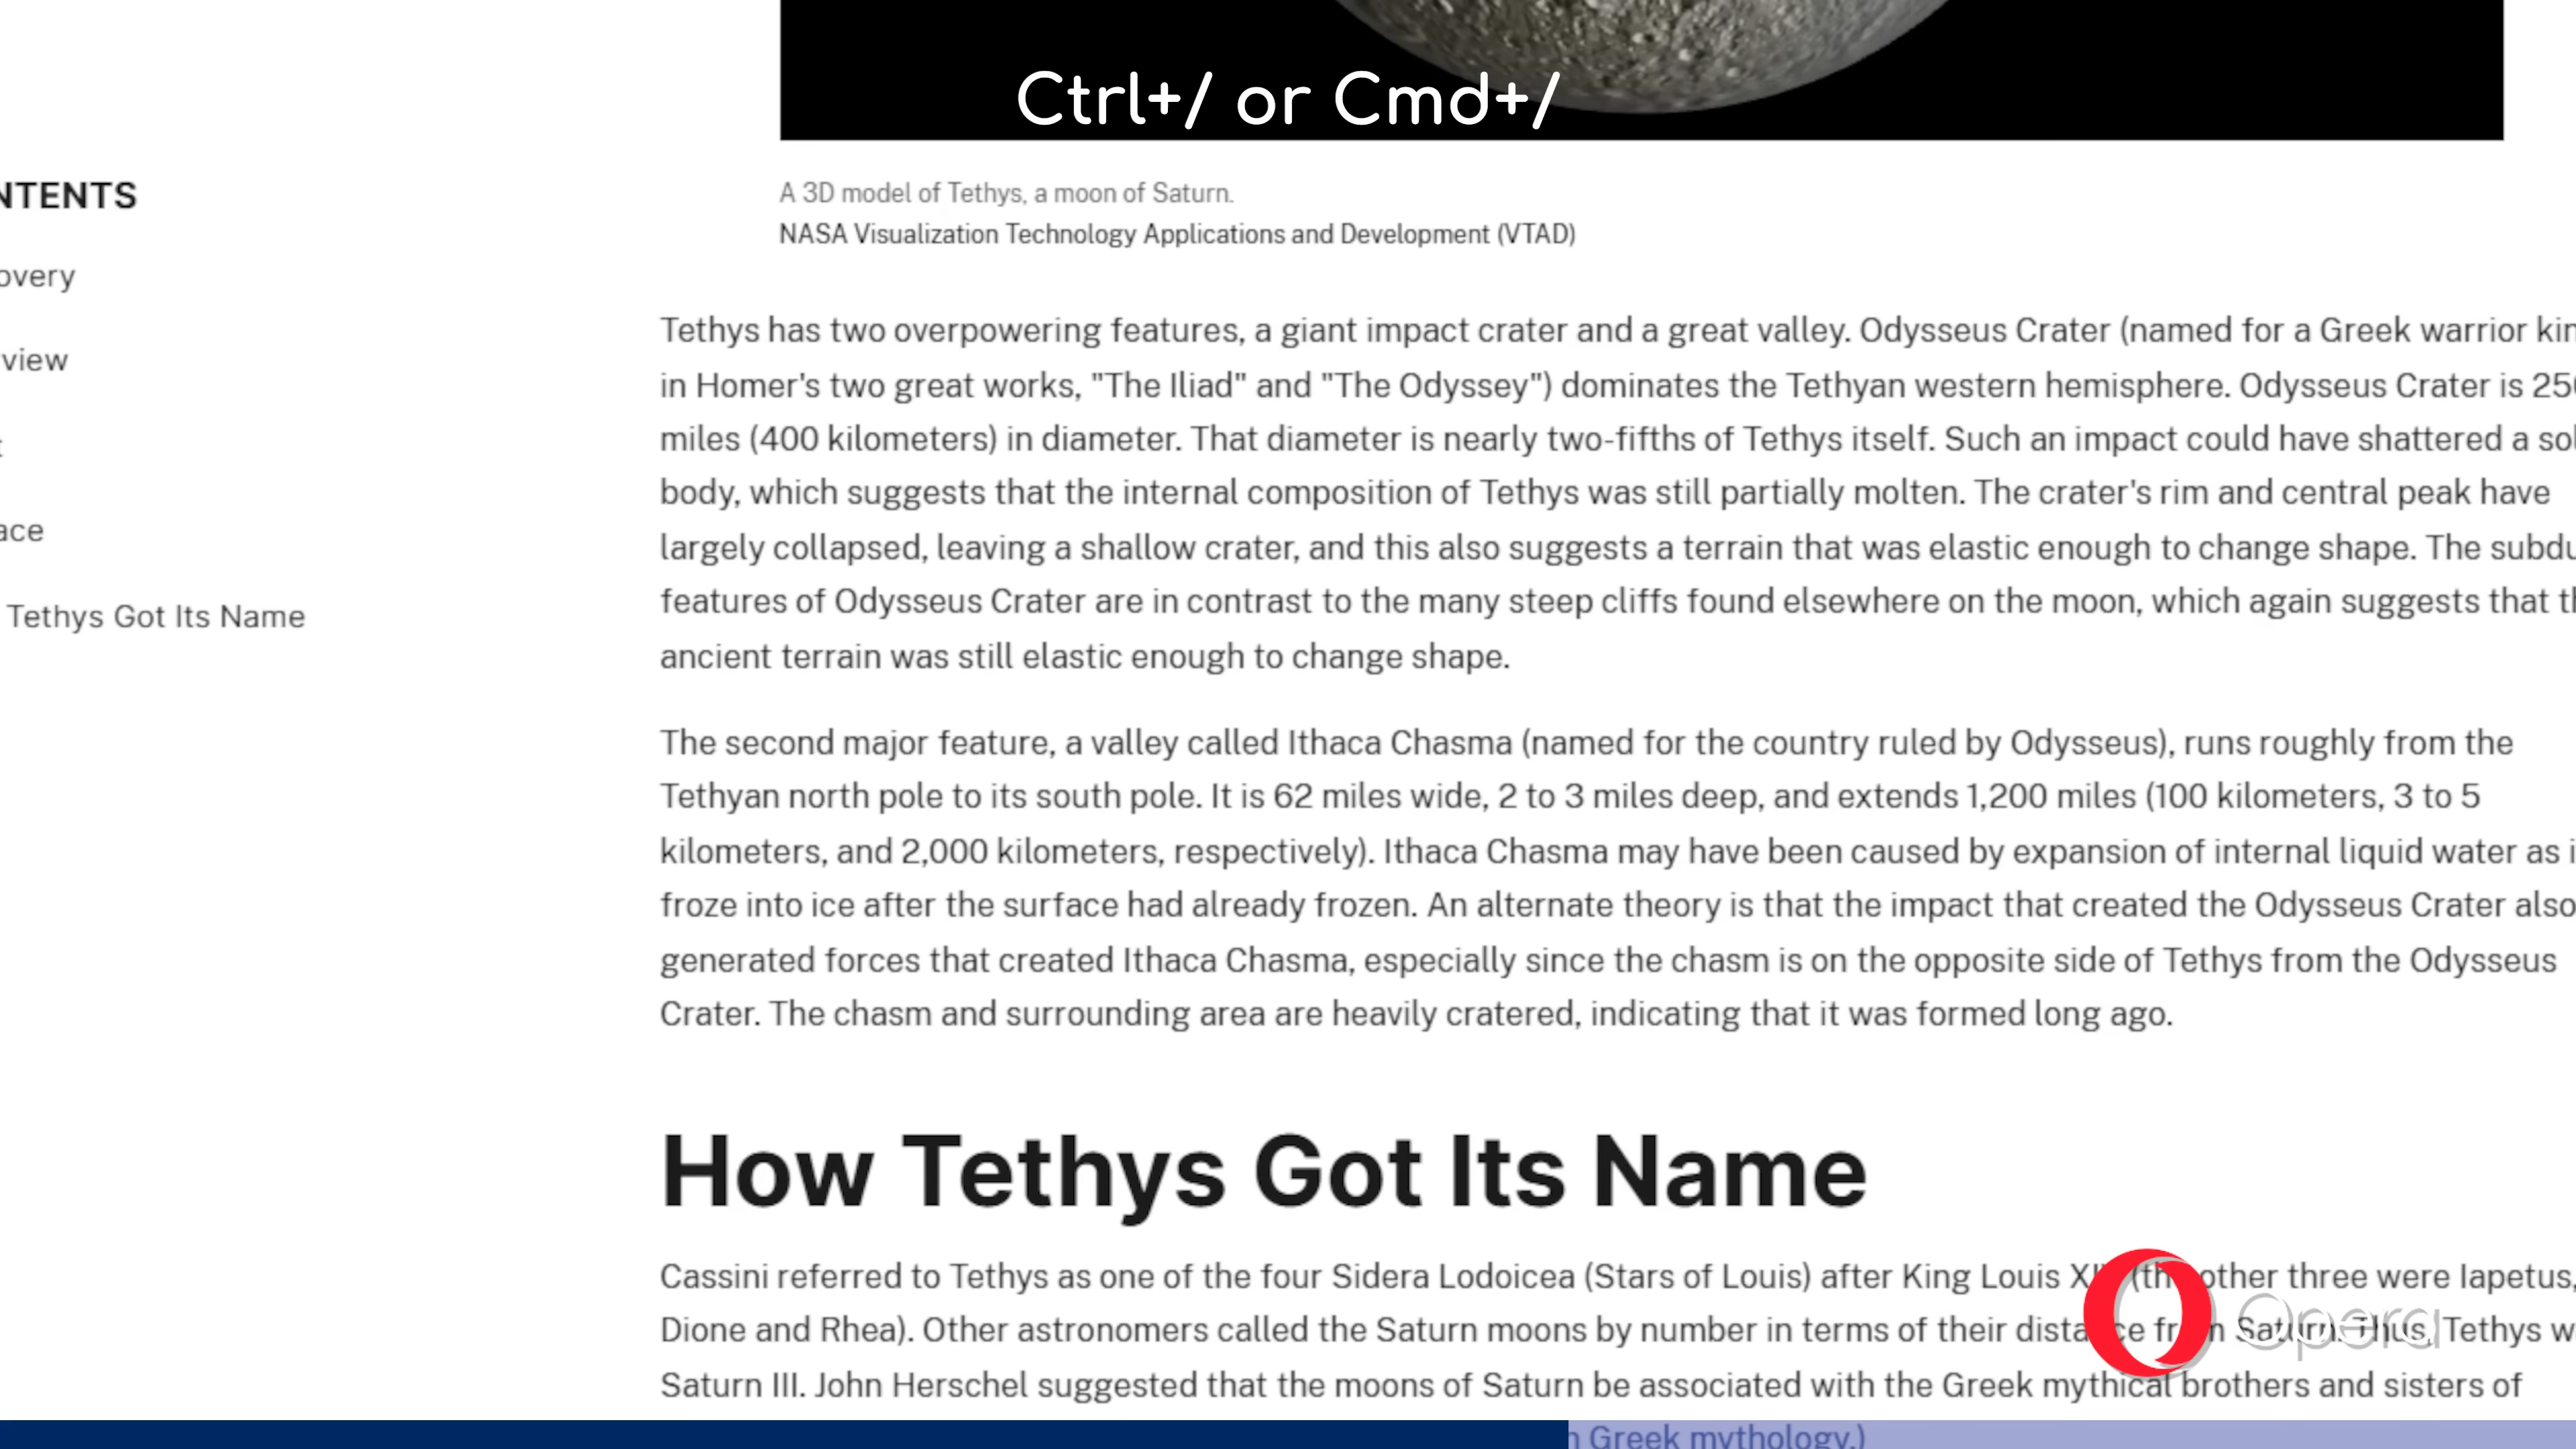 Ctrl+/ or Cmd+/
A 3D model of Tethys, a moon of Saturn.
NASA Visualization Technology Applications and Development (VTAD)
NTENTS
overy
view
ace
Tethys Got Its Name
Tethys has two overpowering features, a giant impact crater and a great valley. Odysseus Crater (named for a Greek warrior kin
in Homer's two great works, "The Iliad" and "The Odyssey") dominates the Tethyan western hemisphere. Odysseus Crater is 25
miles (400 kilometers) in diameter. That diameter is nearly two-fifths of Tethys itself. Such an impact could have shattered a so
body, which suggests that the internal composition of Tethys was still partially molten. The crater's rim and central peak have
largely collapsed, leaving a shallow crater, and this also suggests a terrain that was elastic enough to change shape. The subdu
features of Odysseus Crater are in contrast to the many steep cliffs found elsewhere on the moon, which again suggests that th
ancient terrain was still elastic enough to change shape.
The second major feature, a valley called Ithaca Chasma (named for the country ruled by Odysseus), runs roughly from the
Tethyan north pole to its south pole. It is 62 miles wide, 2 to 3 miles deep, and extends 1,200 miles (100 kilometers, 3 to 5
kilometers, and 2,000 kilometers, respectively). Ithaca Chasma may have been caused by expansion of internal liquid water as i
froze into ice after the surface had already frozen. An alternate theory is that the impact that created the Odysseus Crater also
generated forces that created Ithaca Chasma, especially since the chasm is on the opposite side of Tethys from the Odysseus
Crater. The chasm and surrounding area are heavily cratered, indicating that it was formed long ago.
How Tethys Got Its Name
Cassini referred to Tethys as one of the four Sidera Lodoicea (Stars of Louis) after King Louis other three were Iapetus,
Dione and Rhea). Other astronomers called the Saturn moons by number in terms of their distance from Saturn. Thus, Tethys w
Saturn III. John Herschel suggested that the moons of Saturn be associated with the Greek mythical brothers and sisters of
Greek mythology.)
Opera